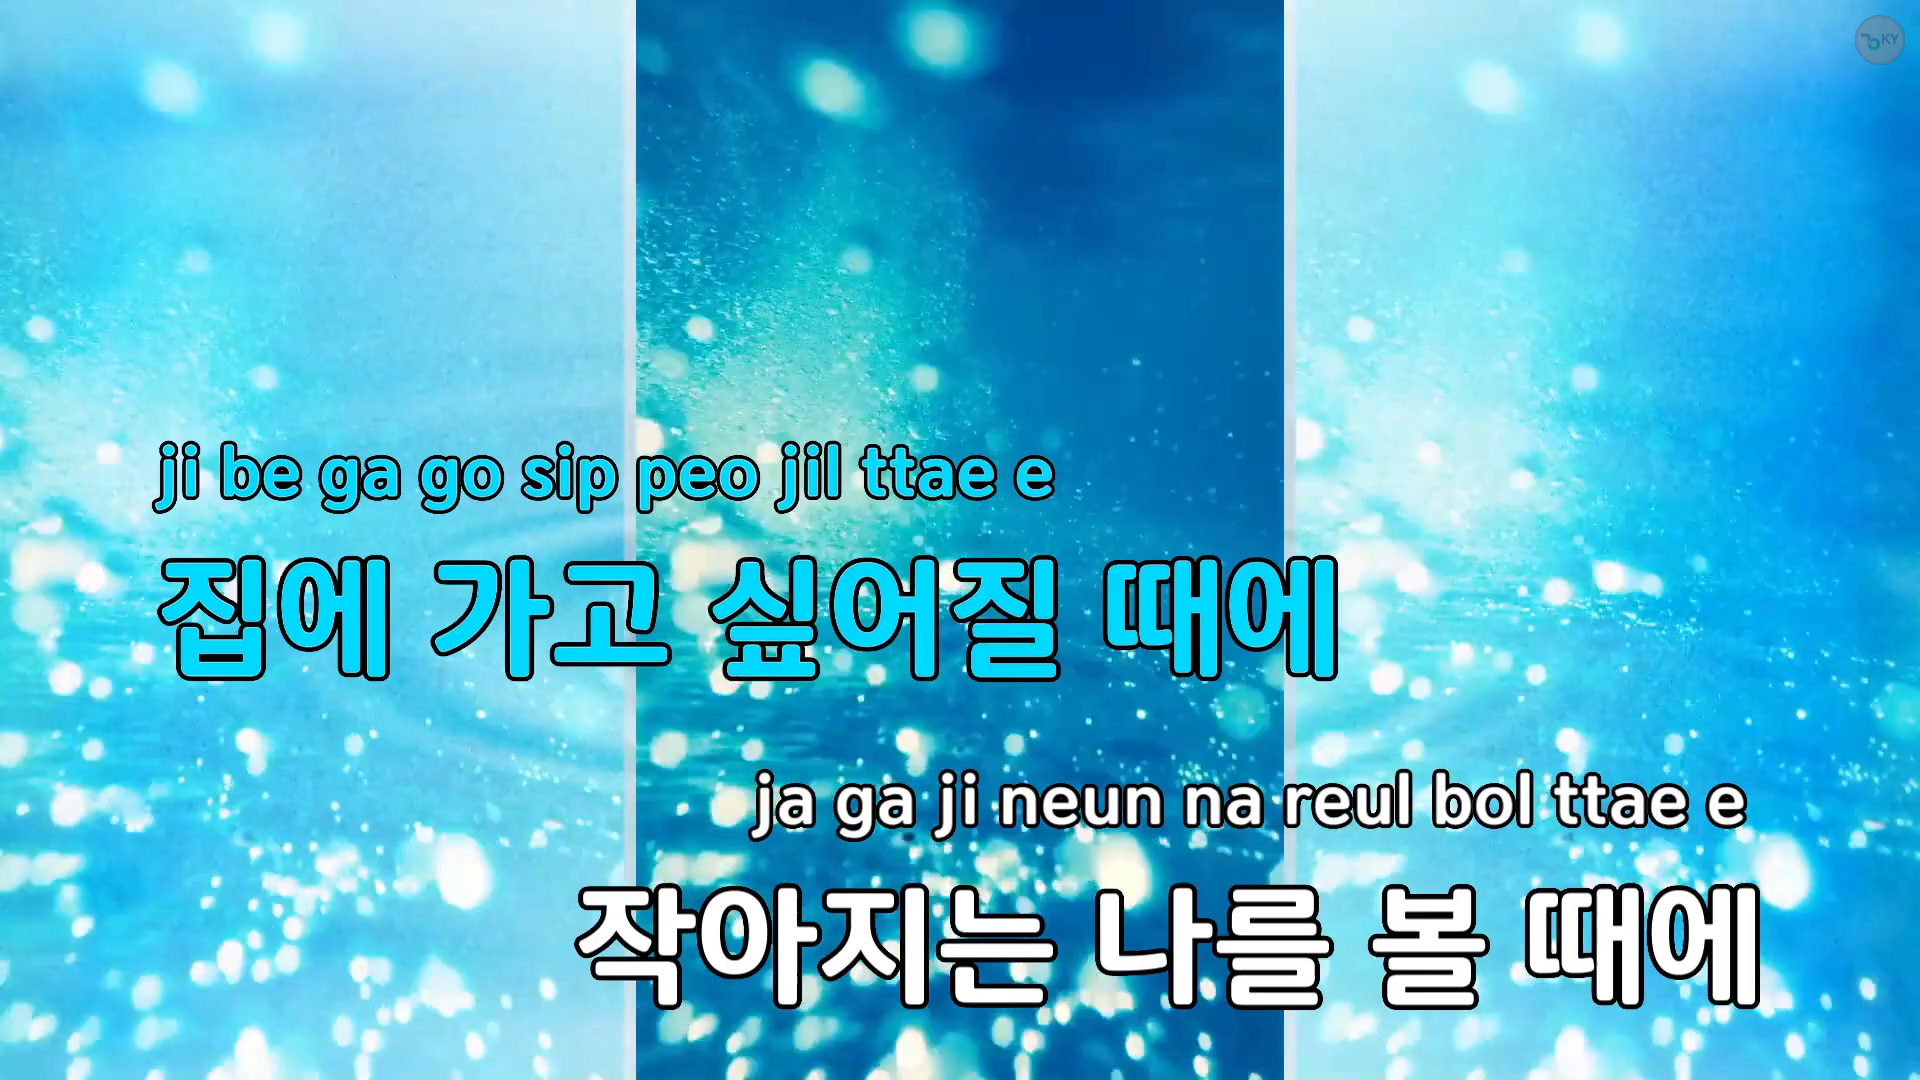 KY
ji be ga go sip peo jil ttae e
집에 가고 싶어질 때에
ja ga ji neun na reul bol ttae e
작아지는 나를 볼 때에